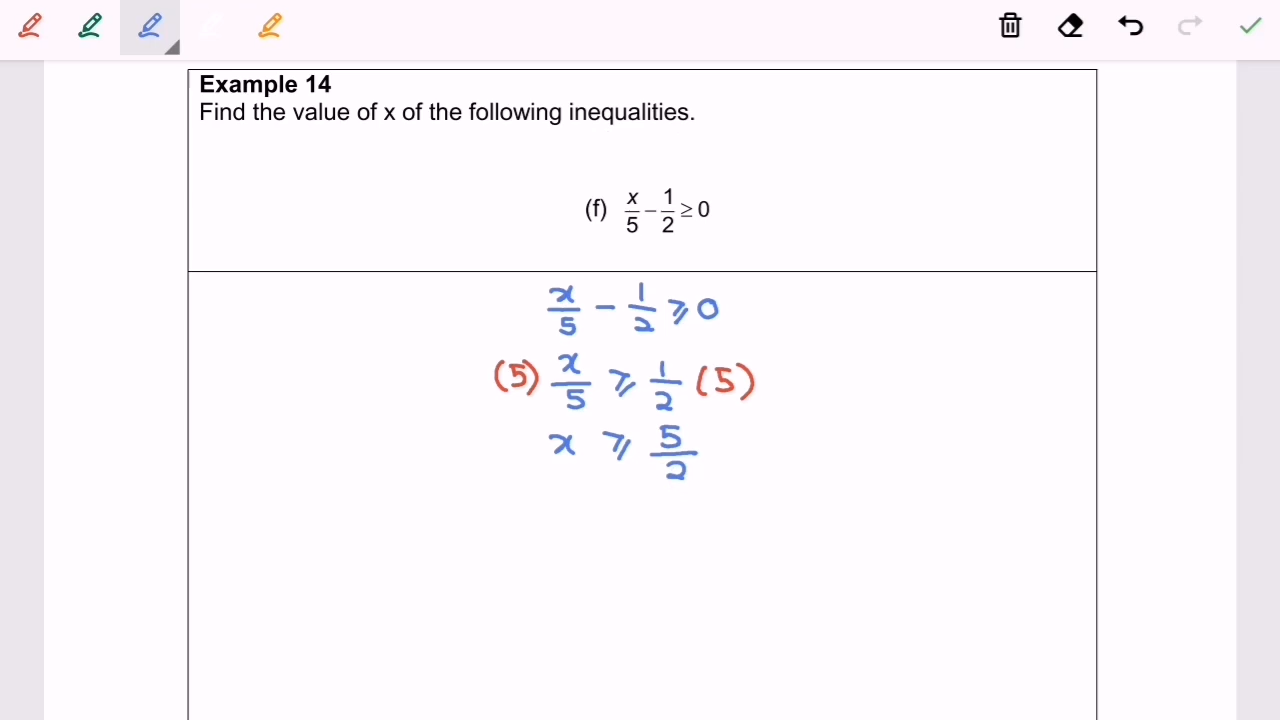 Example 14
Find the value of x of the following inequalities.
(f) x/5 − 1/2 ≥ 0
x/5 − 1/2 ⩾ 0
(5) x/5 ⩾ 1/2 (5)
x ⩾ 5/2